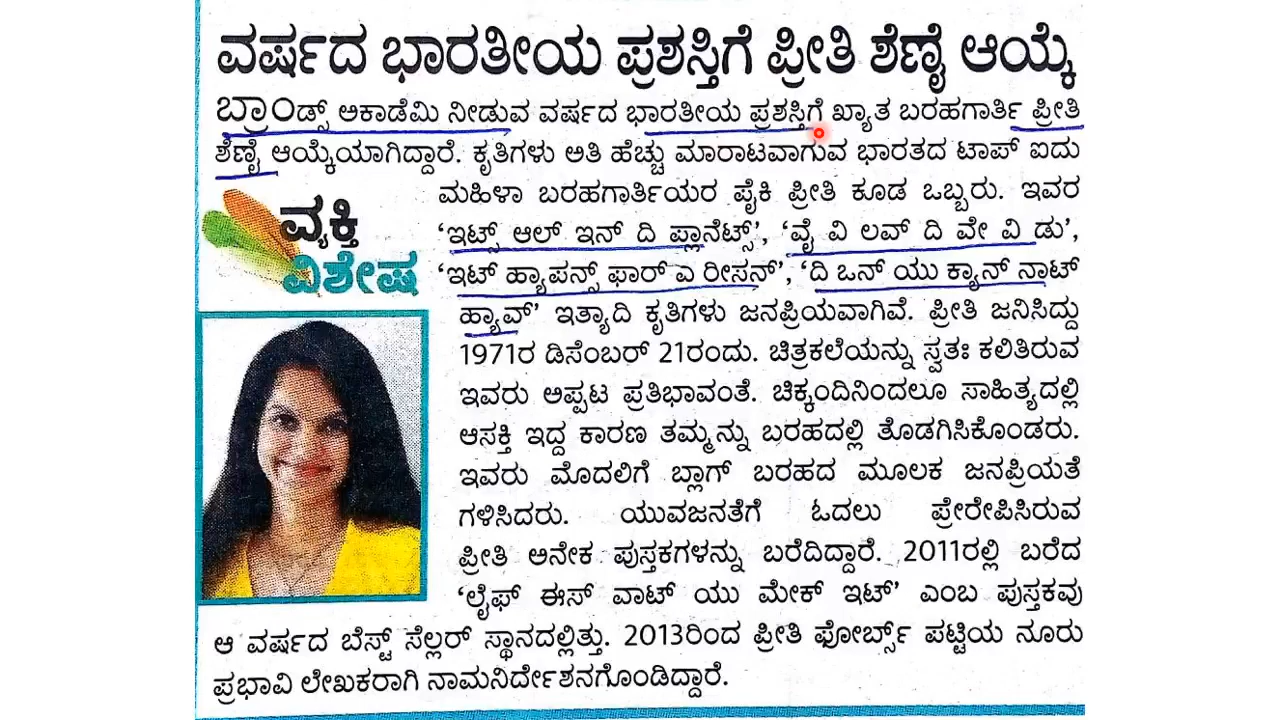 ವರ್ಷದ ಭಾರತೀಯ ಪ್ರಶಸ್ತಿಗೆ ಪ್ರೀತಿ ಶೆಣೈ ಆಯ್ಕೆ
ಬ್ರಾಂಡ್ಸ್ ಅಕಾಡೆಮಿ ನೀಡುವ ವರ್ಷದ ಭಾರತೀಯ ಪ್ರಶಸ್ತಿಗೆ ಖ್ಯಾತ ಬರಹಗಾರ್ತಿ ಪ್ರೀತಿ
ಶೆಣೈ ಆಯ್ಕೆಯಾಗಿದ್ದಾರೆ. ಕೃತಿಗಳು ಅತಿ ಹೆಚ್ಚು ಮಾರಾಟವಾಗುವ ಭಾರತದ ಟಾಪ್ ಐದು
ಮಹಿಳಾ ಬರಹಗಾರ್ತಿಯರ ಪೈಕಿ ಪ್ರೀತಿ ಕೂಡ ಒಬ್ಬರು. ಇವರ
‘ಇಟ್ಸ್ ಆಲ್ ಇನ್ ದಿ ಪ್ಲಾನೆಟ್ಸ್’, ‘ವೈ ವಿ ಲವ್ ದಿ ವೇ ವಿ ಡು’,
‘ಇಟ್ ಹ್ಯಾಪನ್ಸ್ ಫಾರ್ ಎ ರೀಸನ್’, ‘ದಿ ಒನ್ ಯು ಕ್ಯಾನ್ ನಾಟ್
ಹ್ಯಾವ್’ ಇತ್ಯಾದಿ ಕೃತಿಗಳು ಜನಪ್ರಿಯವಾಗಿವೆ. ಪ್ರೀತಿ ಜನಿಸಿದ್ದು
1971ರ ಡಿಸೆಂಬರ್ 21ರಂದು. ಚಿತ್ರಕಲೆಯನ್ನು ಸ್ವತಃ ಕಲಿತಿರುವ
ಇವರು ಅಪ್ಪಟ ಪ್ರತಿಭಾವಂತೆ. ಚಿಕ್ಕಂದಿನಿಂದಲೂ ಸಾಹಿತ್ಯದಲ್ಲಿ
ಆಸಕ್ತಿ ಇದ್ದ ಕಾರಣ ತಮ್ಮನ್ನು ಬರಹದಲ್ಲಿ ತೊಡಗಿಸಿಕೊಂಡರು.
ಇವರು ಮೊದಲಿಗೆ ಬ್ಲಾಗ್ ಬರಹದ ಮೂಲಕ ಜನಪ್ರಿಯತೆ
ಗಳಿಸಿದರು. ಯುವಜನತೆಗೆ ಓದಲು ಪ್ರೇರೇಪಿಸಿರುವ
ಪ್ರೀತಿ ಅನೇಕ ಪುಸ್ತಕಗಳನ್ನು ಬರೆದಿದ್ದಾರೆ. 2011ರಲ್ಲಿ ಬರೆದ
‘ಲೈಫ್ ಈಸ್ ವಾಟ್ ಯು ಮೇಕ್ ಇಟ್’ ಎಂಬ ಪುಸ್ತಕವು
ಆ ವರ್ಷದ ಬೆಸ್ಟ್ ಸೆಲ್ಲರ್ ಸ್ಥಾನದಲ್ಲಿತ್ತು. 2013ರಿಂದ ಪ್ರೀತಿ ಫೋರ್ಬ್ಸ್ ಪಟ್ಟಿಯ ನೂರು
ಪ್ರಭಾವಿ ಲೇಖಕರಾಗಿ ನಾಮನಿರ್ದೇಶನಗೊಂಡಿದ್ದಾರೆ.
ವ್ಯಕ್ತಿ
ವಿಶೇಷ